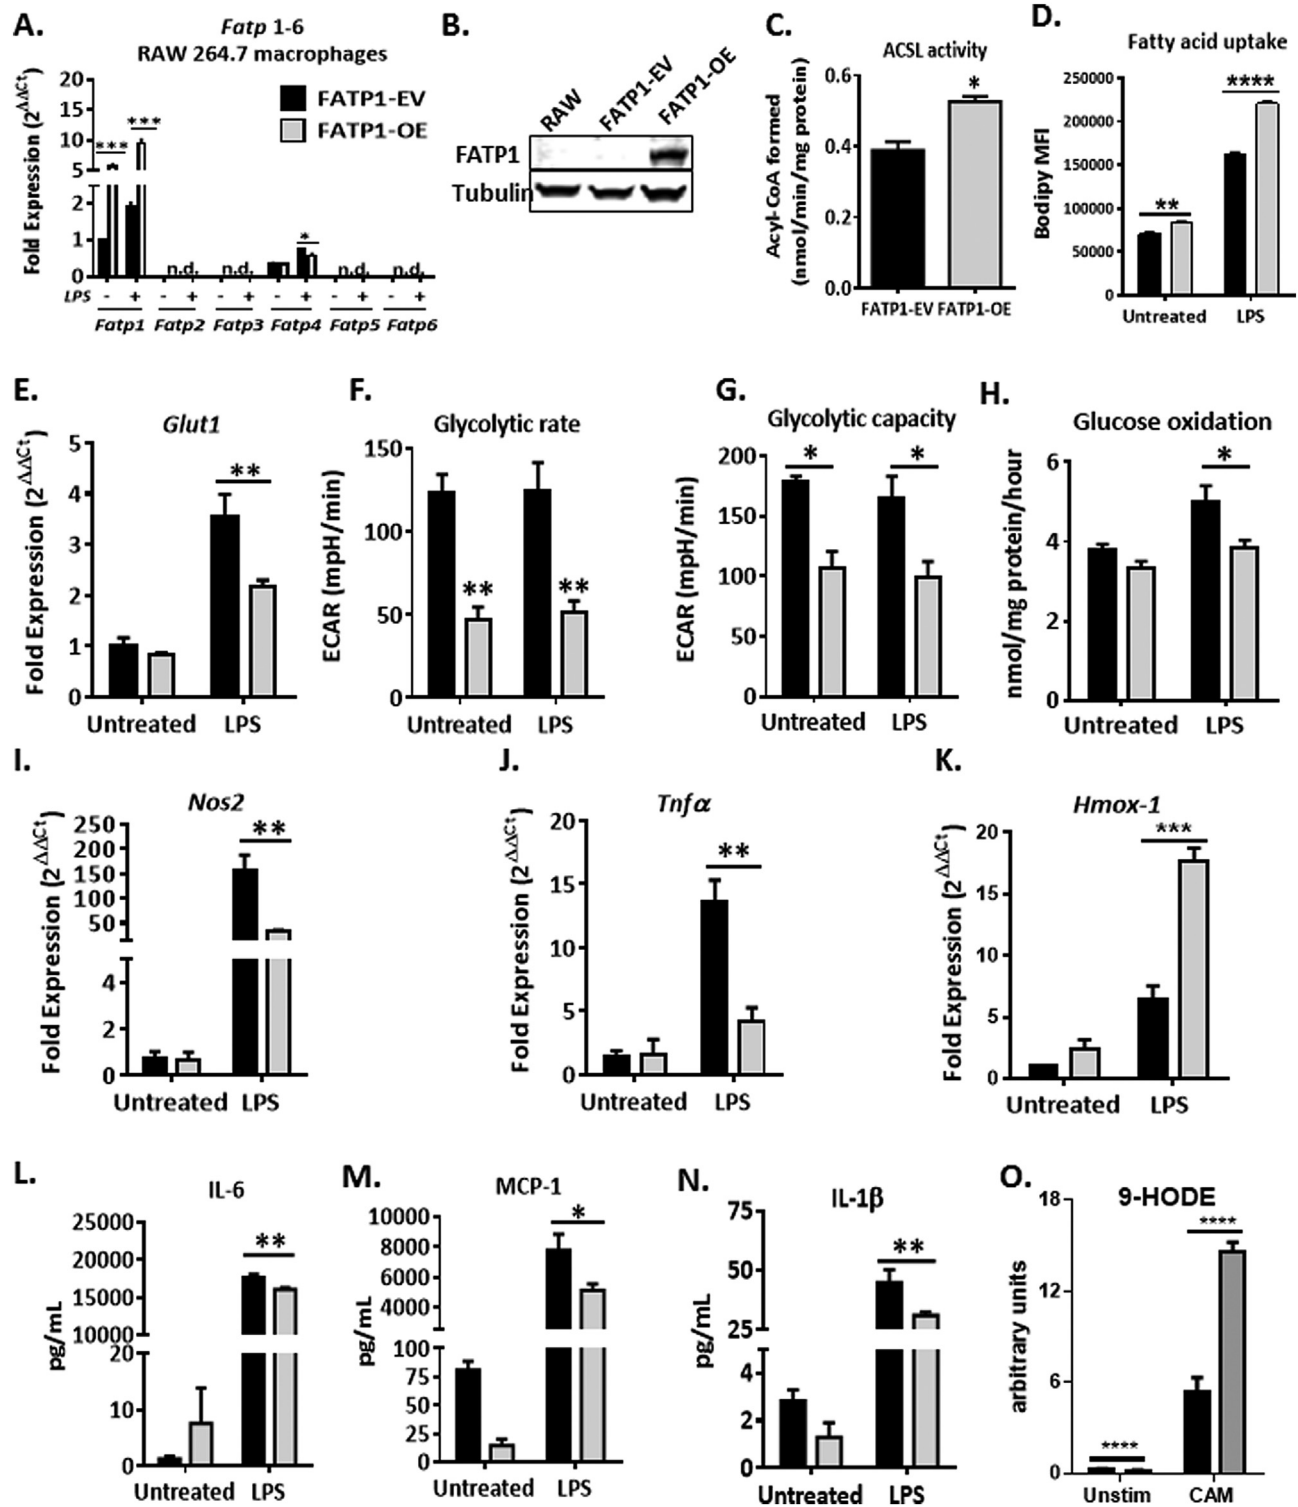 A.
Fatp 1-6
RAW 264.7 macrophages
Fold Expression (2^ΔΔCt)
20
15
10
5
2
1
0
***
***
*
FATP1-EV
FATP1-OE
n.d.
n.d.
n.d.
n.d.
LPS - + - + - + - + - + - +
Fatp1 Fatp2 Fatp3 Fatp4 Fatp5 Fatp6
B.
RAW
FATP1-EV
FATP1-OE
FATP1
Tubulin
C.
ACSL activity
Acyl-CoA formed
(nmol/min/mg protein)
0.6
0.4
0.2
0.0
*
FATP1-EV FATP1-OE
D.
Fatty acid uptake
Bodipy MFI
250000
200000
150000
100000
50000
0
**
****
Untreated LPS
E.
Glut1
Fold Expression (2^ΔΔCt)
5
4
3
2
1
0
**
Untreated LPS
F.
Glycolytic rate
ECAR (mpH/min)
150
100
50
0
**
**
Untreated LPS
G.
Glycolytic capacity
ECAR (mpH/min)
200
150
100
50
0
*
*
Untreated LPS
H.
Glucose oxidation
nmol/mg protein/hour
6
4
2
0
*
Untreated LPS
I.
Nos2
Fold Expression (2^ΔΔCt)
250
200
150
100
50
4
2
0
**
Untreated LPS
J.
Tnfα
Fold Expression (2^ΔΔCt)
20
15
10
5
0
**
Untreated LPS
K.
Hmox-1
Fold Expression (2^ΔΔCt)
20
15
10
5
0
***
Untreated LPS
L.
IL-6
pg/mL
25000
20000
15000
10000
20
10
0
**
Untreated LPS
M.
MCP-1
pg/mL
10000
8000
6000
4000
100
75
50
25
0
*
Untreated LPS
N.
IL-1β
pg/mL
75
50
25
4
2
0
**
Untreated LPS
O.
9-HODE
arbitrary units
18
12
6
0
****
****
Unstim CAM